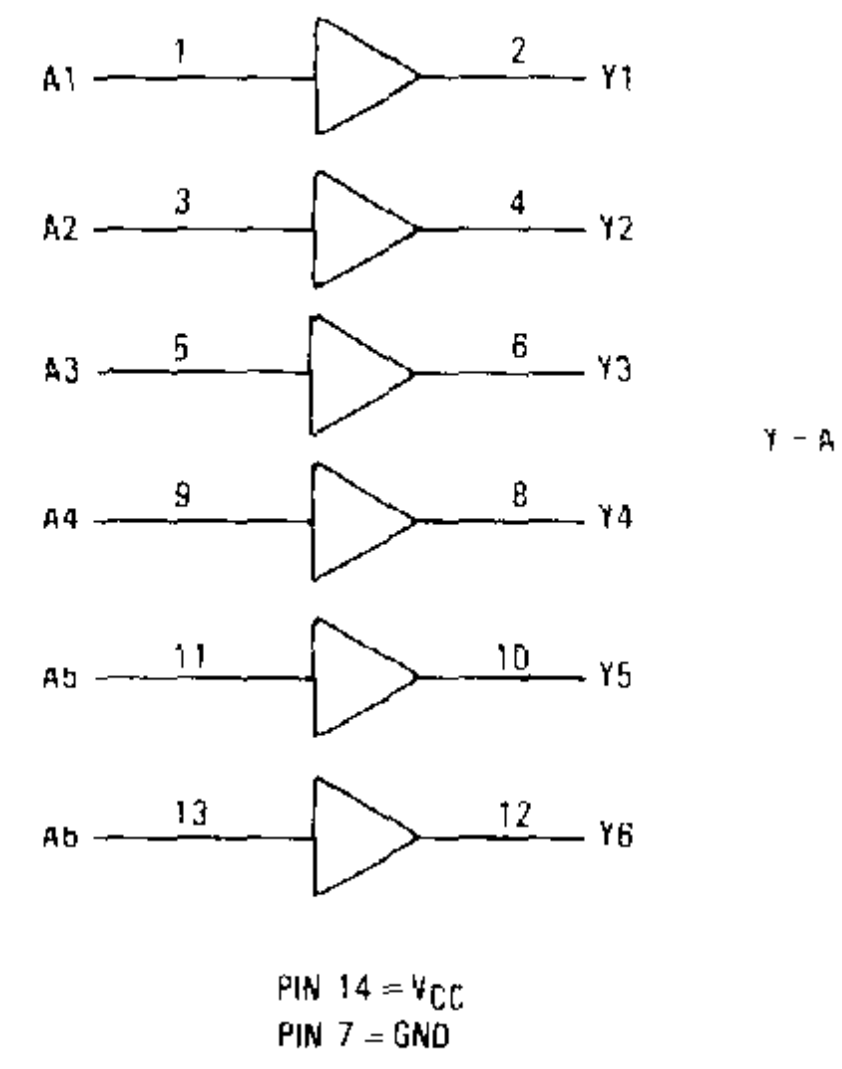 A1 1 2 Y1
A2 3 4 Y2
A3 5 6 Y3
Y = A
A4 9 8 Y4
A5 11 10 Y5
A6 13 12 Y6
PIN 14 = VCC
PIN 7 = GND